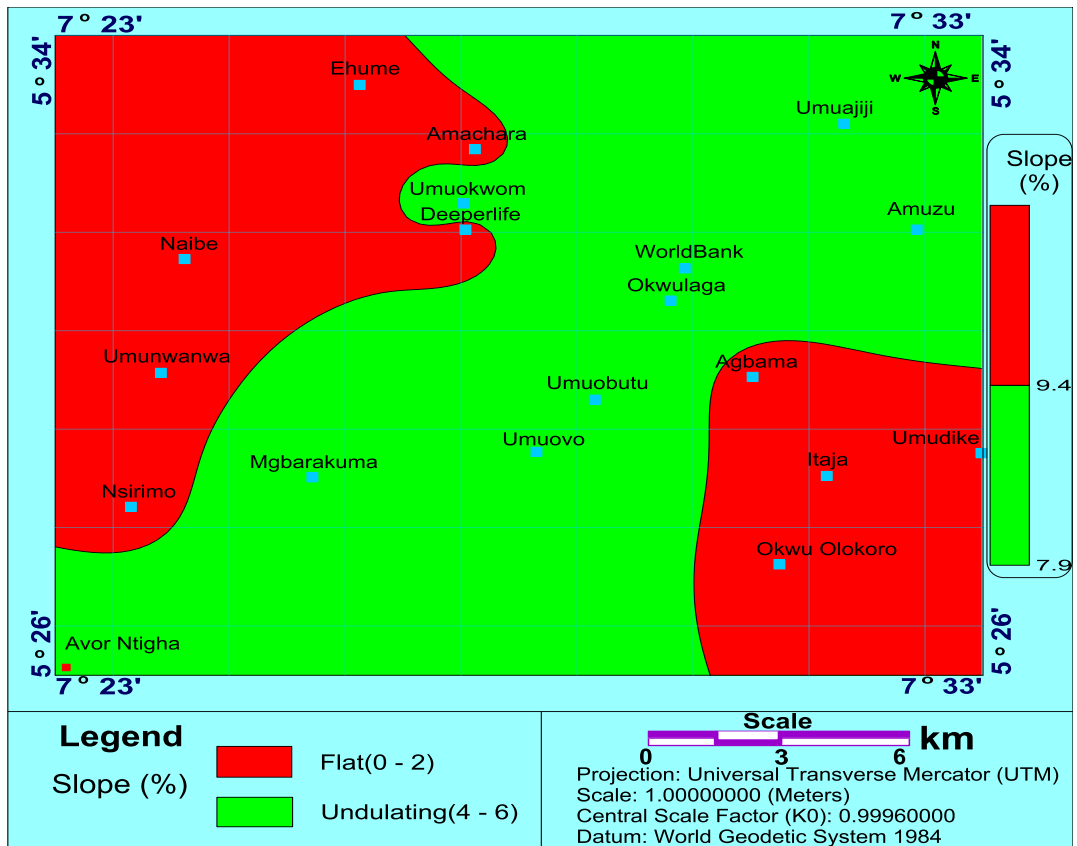 7° 23'
7° 33'
5° 34'
5° 34'
N
W
E
S
Ehume
Umuajiji
Amachara
Slope
(%)
Umuokwom
Deeperlife
Amuzu
Naibe
WorldBank
Okwulaga
Umunwanwa
Agbama
9.4
Umuobutu
Umuovo
Umudike
Mgbarakuma
Itaja
Nsirimo
Okwu Olokoro
7.9
5° 26'
5° 26'
Avor Ntigha
7° 23'
7° 33'
Legend
Slope (%)
Flat(0 - 2)
Undulating(4 - 6)
Scale
0
3
6
km
Projection: Universal Transverse Mercator (UTM)
Scale: 1.00000000 (Meters)
Central Scale Factor (K0): 0.99960000
Datum: World Geodetic System 1984